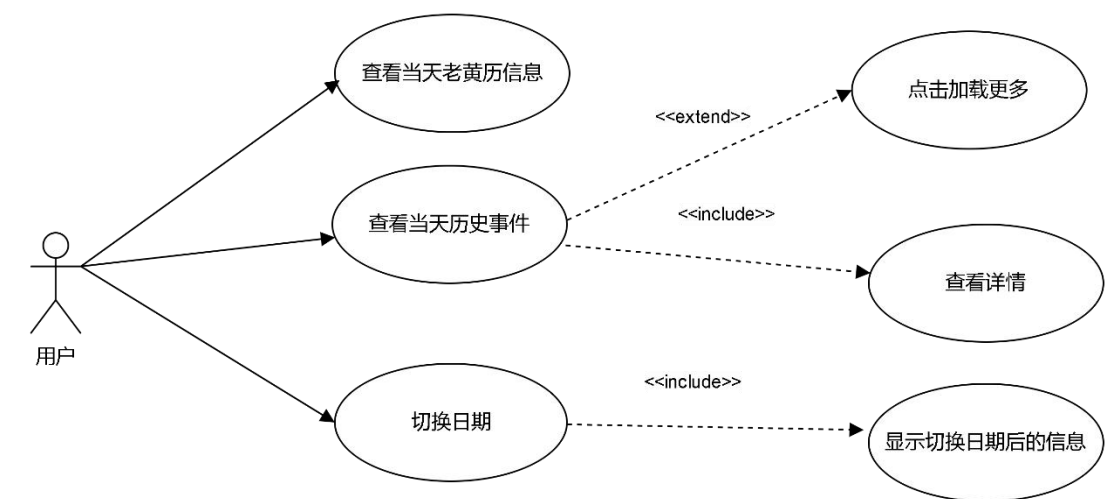 查看当天老黄历信息
点击加载更多
<<extend>>
查看当天历史事件
<<include>>
查看详情
用户
切换日期
<<include>>
显示切换日期后的信息